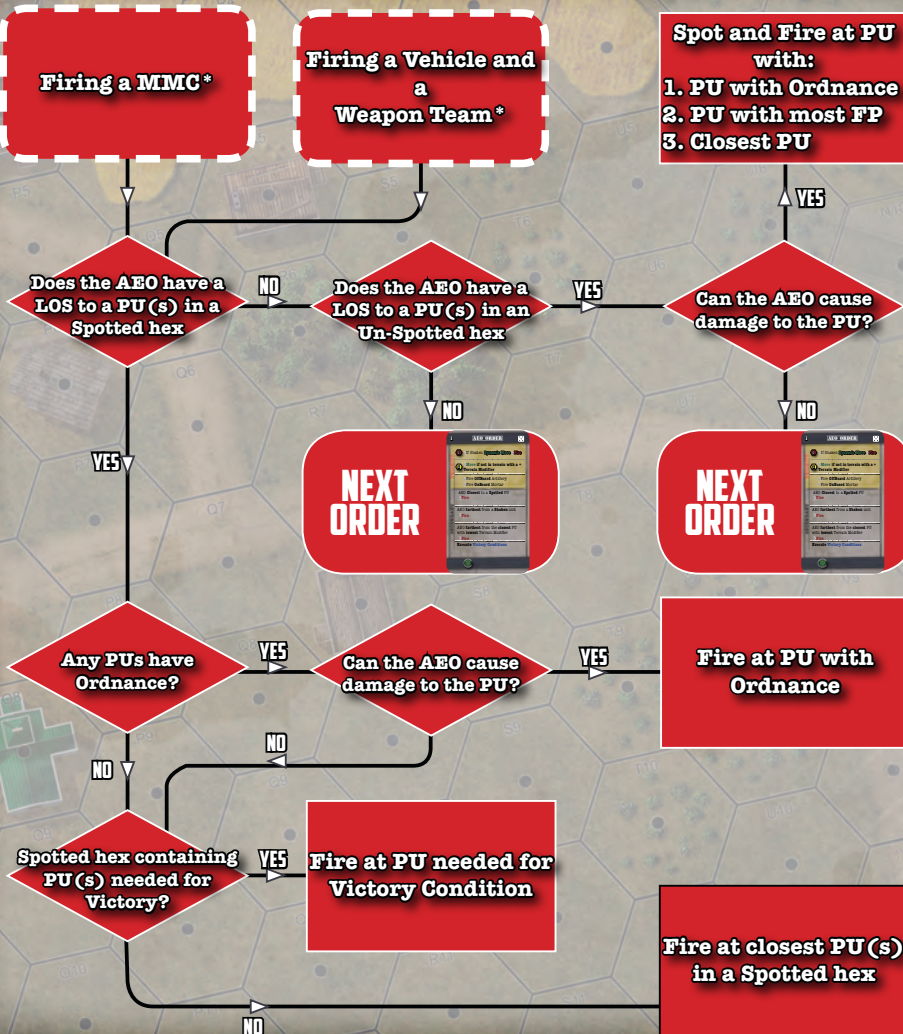 Firing a MMC*
Firing a Vehicle and
a
Weapon Team*
Spot and Fire at PU
with:
1. PU with Ordnance
2. PU with most FP
3. Closest PU
YES
Does the AEO have a
LOS to a PU(s) in a
Spotted hex
NO
Does the AEO have a
LOS to a PU(s) in an
Un-Spotted hex
YES
Can the AEO cause
damage to the PU?
YES
NO
NEXT
ORDER
AEO ORDER
NO
NEXT
ORDER
AEO ORDER
Any PUs have
Ordnance?
YES
Can the AEO cause
damage to the PU?
YES
Fire at PU with
Ordnance
NO
NO
Spotted hex containing
PU(s) needed for
Victory?
YES
Fire at PU needed for
Victory Condition
Fire at closest PU(s)
in a Spotted hex
NO